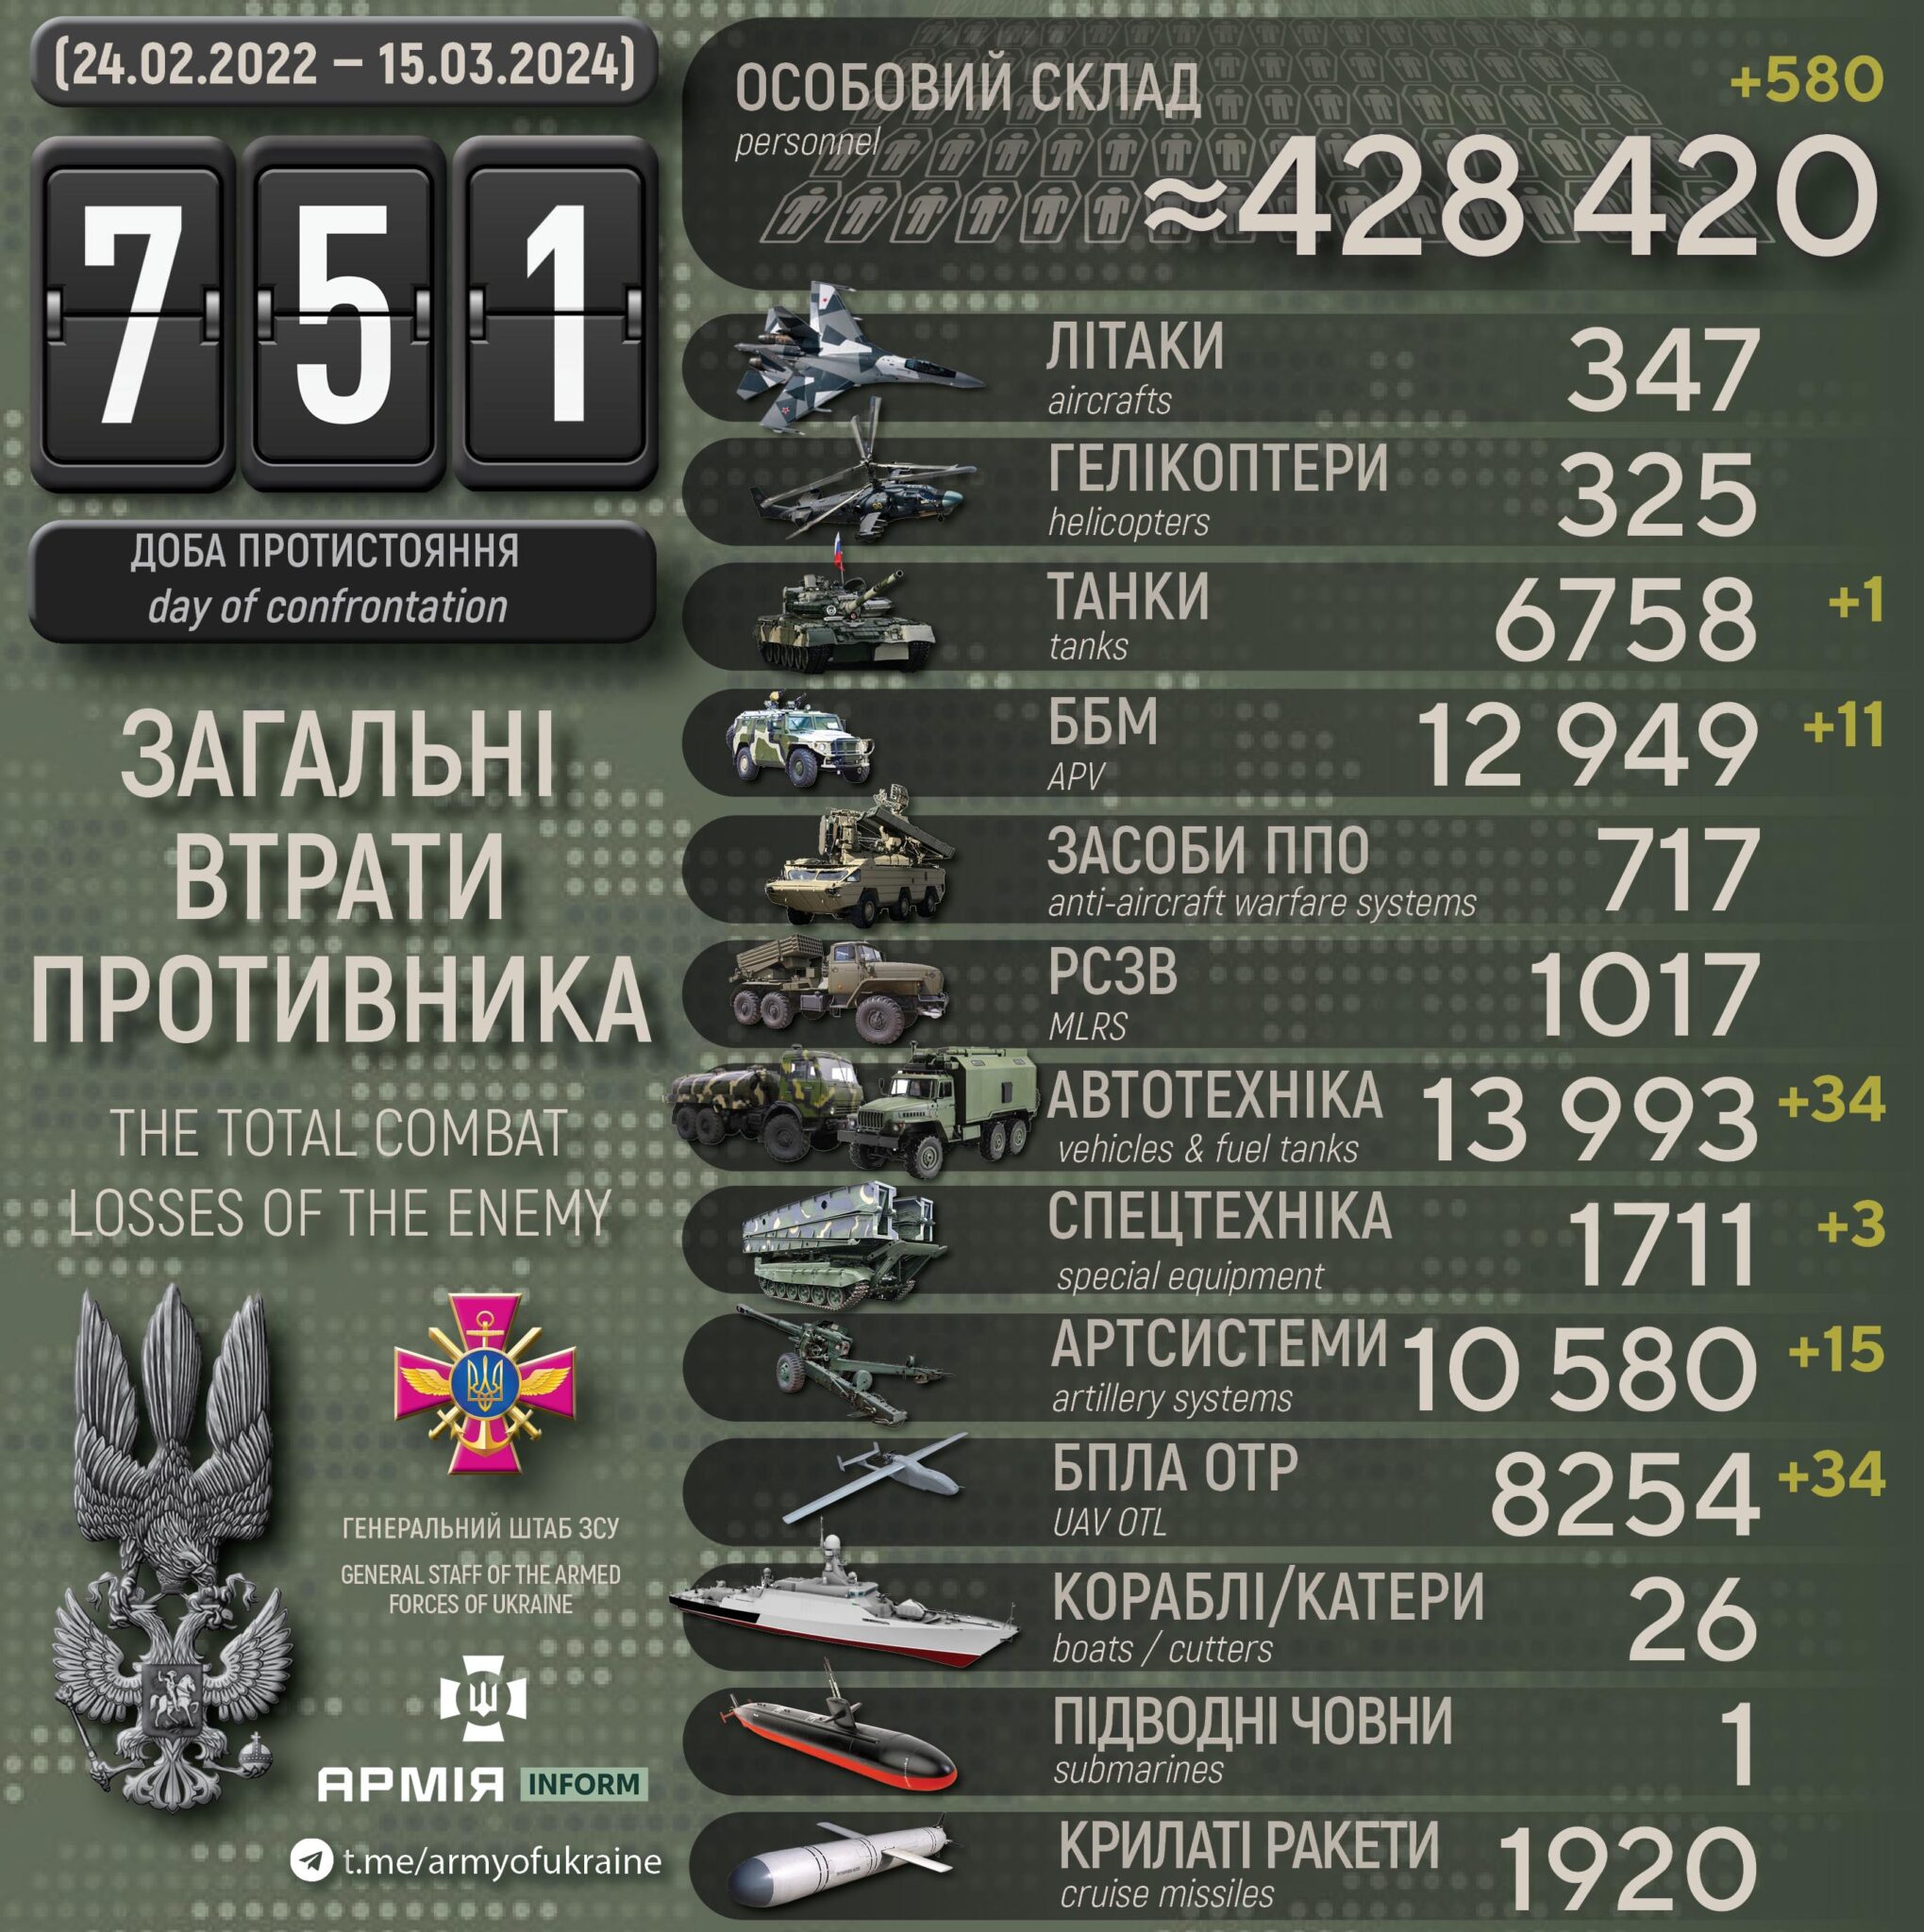 (24.02.2022 – 15.03.2024)
751
ДОБА ПРОТИСТОЯННЯ
day of confrontation
ЗАГАЛЬНІ
ВТРАТИ
ПРОТИВНИКА
THE TOTAL COMBAT
LOSSES OF THE ENEMY
ГЕНЕРАЛЬНИЙ ШТАБ ЗСУ
GENERAL STAFF OF THE ARMED
FORCES OF UKRAINE
АРМІЯ INFORM
t.me/armyofukraine
ОСОБОВИЙ СКЛАД +580
personnel
≈428 420
ЛІТАКИ 347
aircrafts
ГЕЛІКОПТЕРИ 325
helicopters
ТАНКИ 6758 +1
tanks
ББМ 12 949 +11
APV
ЗАСОБИ ППО 717
anti-aircraft warfare systems
РСЗВ 1017
MLRS
АВТОТЕХНІКА 13 993 +34
vehicles & fuel tanks
СПЕЦТЕХНІКА 1711 +3
special equipment
АРТСИСТЕМИ 10 580 +15
artillery systems
БПЛА ОТР 8254 +34
UAV OTL
КОРАБЛІ/КАТЕРИ 26
boats / cutters
ПІДВОДНІ ЧОВНИ 1
submarines
КРИЛАТІ РАКЕТИ 1920
cruise missiles